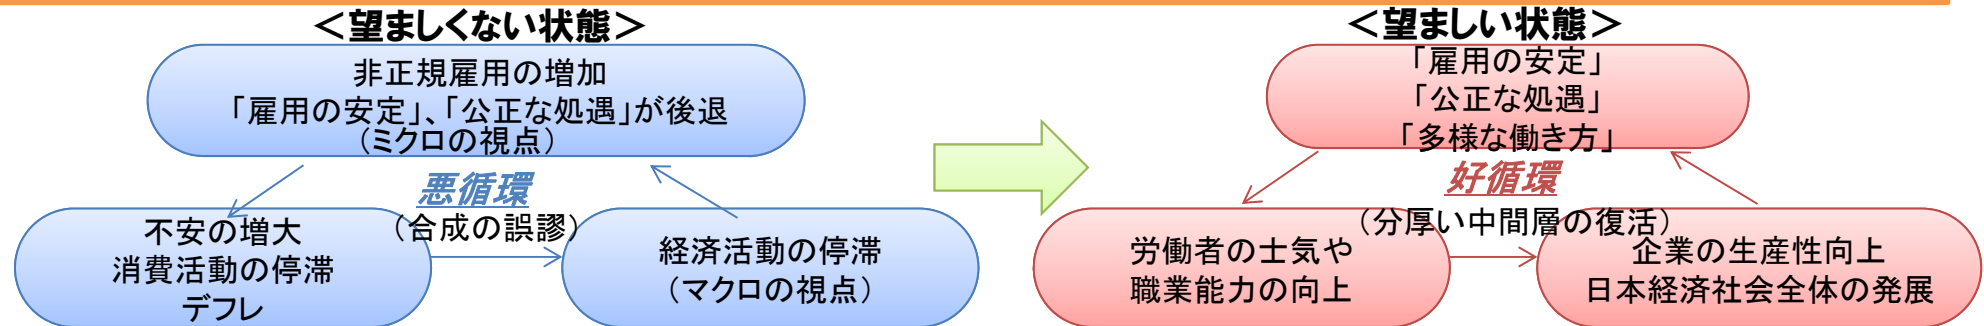 ＜望ましくない状態＞
非正規雇用の増加
「雇用の安定」、「公正な処遇」が後退
（ミクロの視点）
悪循環
（合成の誤謬）
不安の増大
消費活動の停滞
デフレ
経済活動の停滞
（マクロの視点）
＜望ましい状態＞
「雇用の安定」
「公正な処遇」
「多様な働き方」
好循環
（分厚い中間層の復活）
労働者の士気や
職業能力の向上
企業の生産性向上
日本経済社会全体の発展